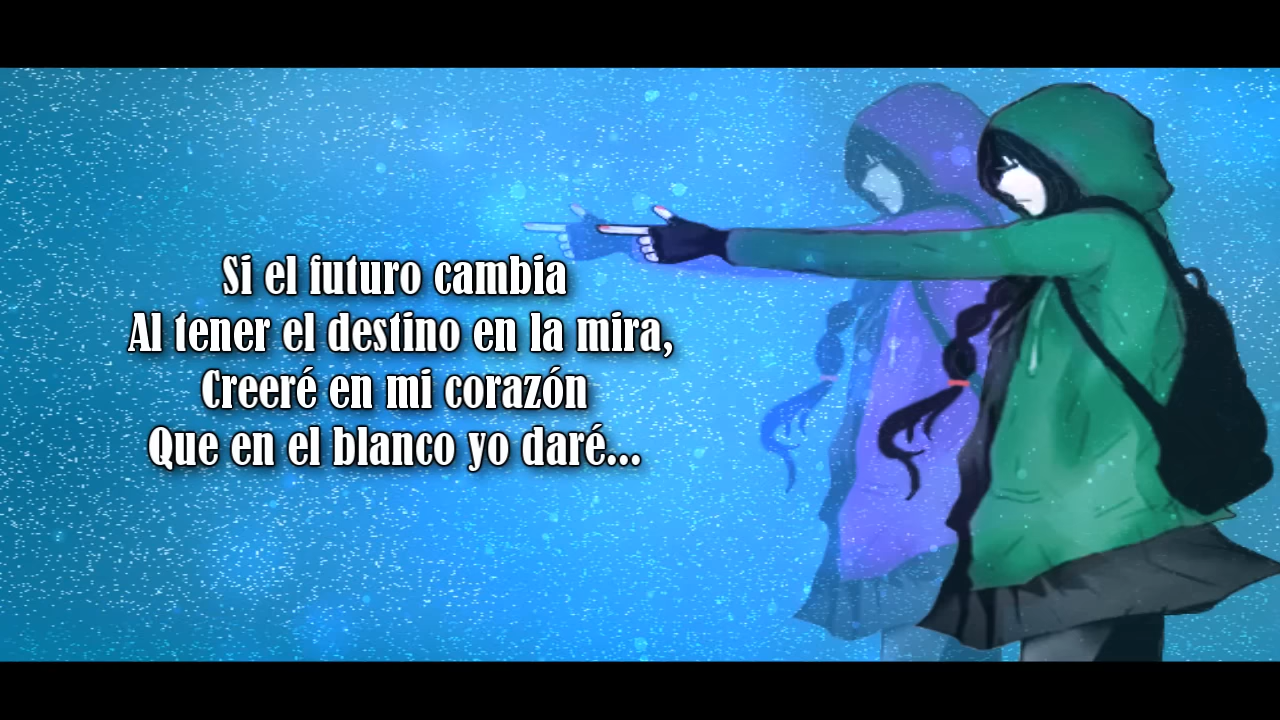 Si el futuro cambia
Al tener el destino en la mira,
Creeré en mi corazón
Que en el blanco yo daré...